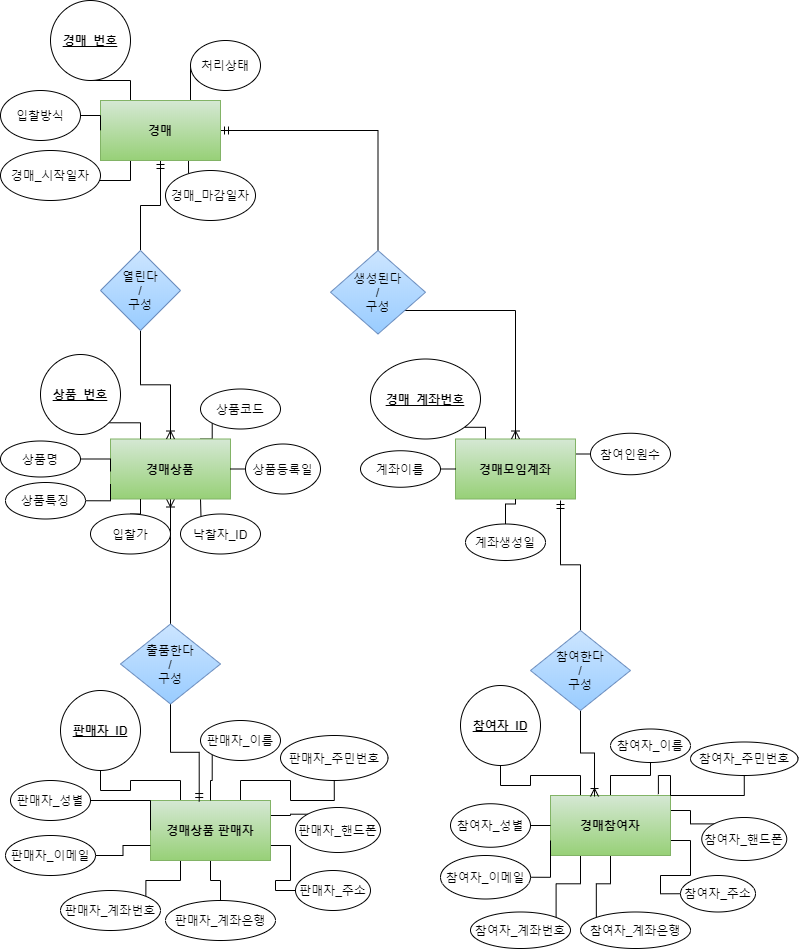 경매_번호
처리상태
입찰방식
경매
경매_시작일자
경매_마감일자
열린다
/
구성
생성된다
/
구성
상품_번호
상품코드
경매_계좌번호
상품명
경매상품
상품등록일
계좌이름
경매모임계좌
참여인원수
상품특징
입찰가
낙찰자_ID
계좌생성일
출품한다
/
구성
참여한다
/
구성
판매자_ID
판매자_이름
판매자_주민번호
참여자_ID
참여자_이름
참여자_주민번호
판매자_성별
경매상품 판매자
판매자_핸드폰
참여자_성별
경매참여자
참여자_핸드폰
판매자_이메일
판매자_주소
참여자_이메일
참여자_주소
판매자_계좌번호
판매자_계좌은행
참여자_계좌번호
참여자_계좌은행